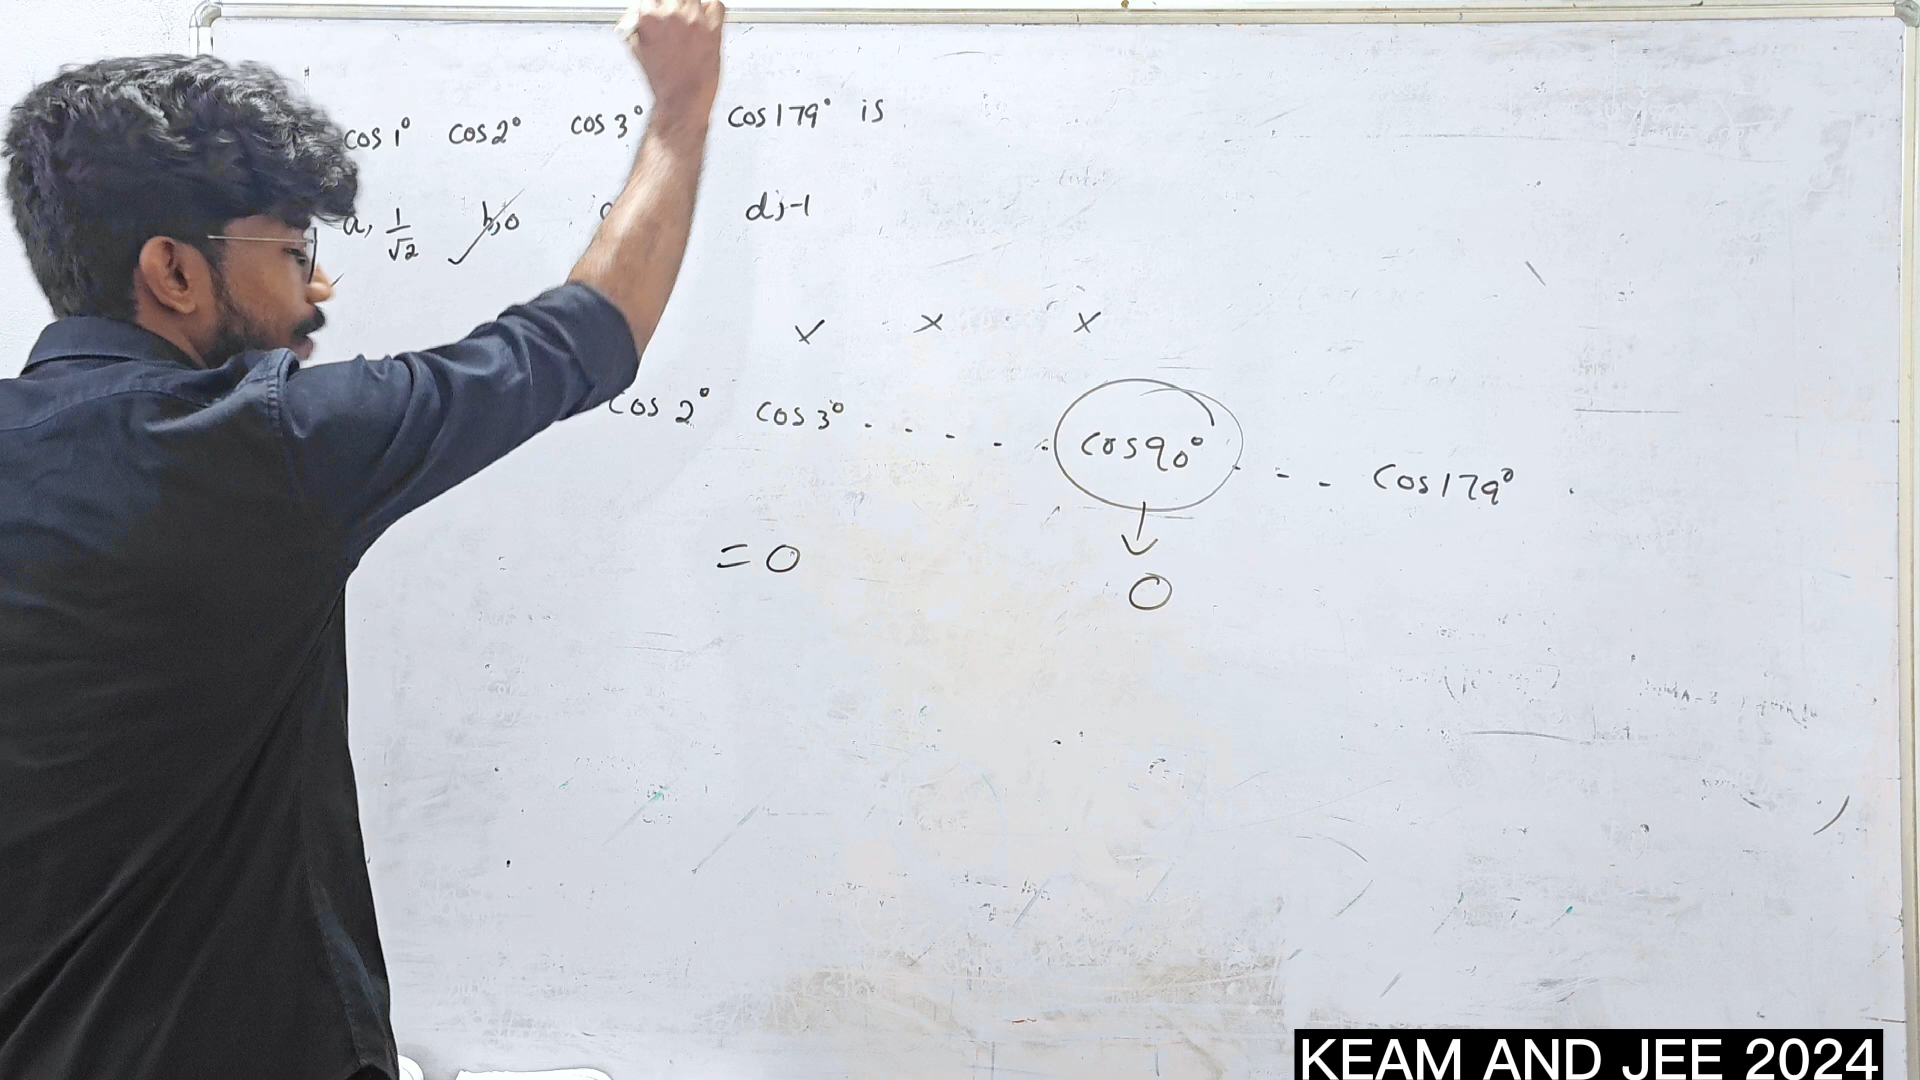 cos 1° cos 2° cos 3° cos 179° is
a, 1/√2 b, 0 d, -1
✓ × ×
cos 2° cos 3° . . . . . cos 90° . - - cos 179° .
= 0
0
KEAM AND JEE 2024